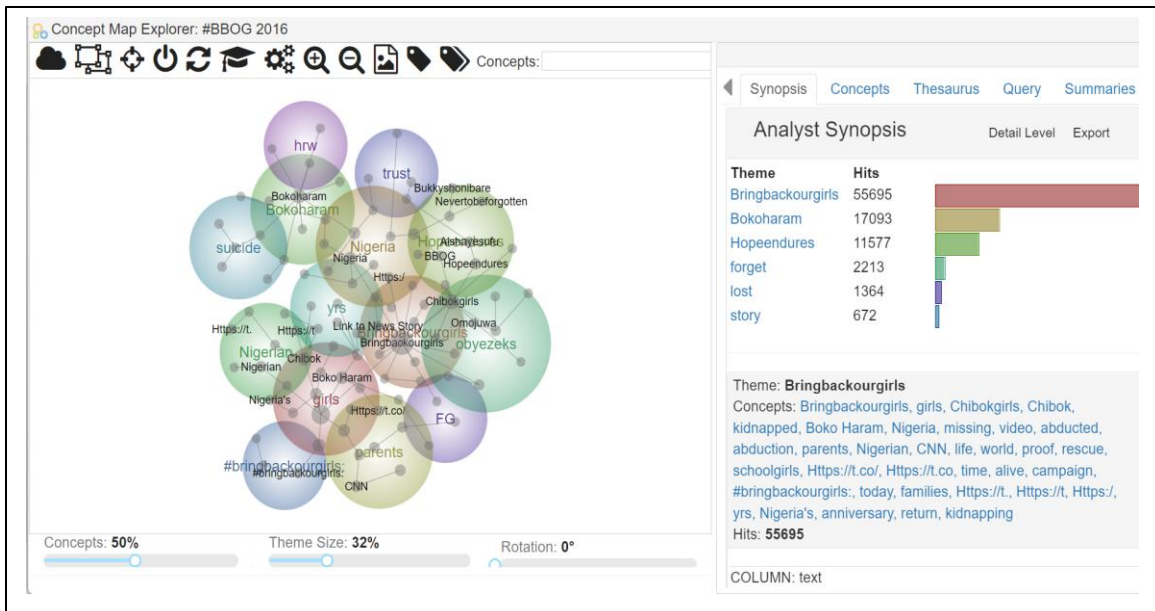 Concept Map Explorer: #BBOG 2016
Concepts:
hrw
trust
Bukkyshonibare
Nevertobeforgotten
Bokoharam
Bokoharam
suicide
Nigeria
Hopeendures
Aishayesufu
BBOG
Nigeria
Hopeendures
Https:/
Chibokgirls
yrs
Omojuwa
Https://t.
Https://t
Link to News Story
Bringbackourgirls
obyezeks
Bringbackourgirls
Nigerian
Chibok
Nigerian
Boko Haram
Nigeria's
girls
Https://t.co/
FG
parents
#bringbackourgirls:
#bringbackourgirls:
CNN
Concepts: 50%
Theme Size: 32%
Rotation: 0°
Synopsis Concepts Thesaurus Query Summaries
Analyst Synopsis Detail Level Export
Theme Hits
Bringbackourgirls 55695
Bokoharam 17093
Hopeendures 11577
forget 2213
lost 1364
story 672
Theme: Bringbackourgirls
Concepts: Bringbackourgirls, girls, Chibokgirls, Chibok,
kidnapped, Boko Haram, Nigeria, missing, video, abducted,
abduction, parents, Nigerian, CNN, life, world, proof, rescue,
schoolgirls, Https://t.co/, Https://t.co, time, alive, campaign,
#bringbackourgirls:, today, families, Https://t., Https://t, Https:/,
yrs, Nigeria's, anniversary, return, kidnapping
Hits: 55695
COLUMN: text